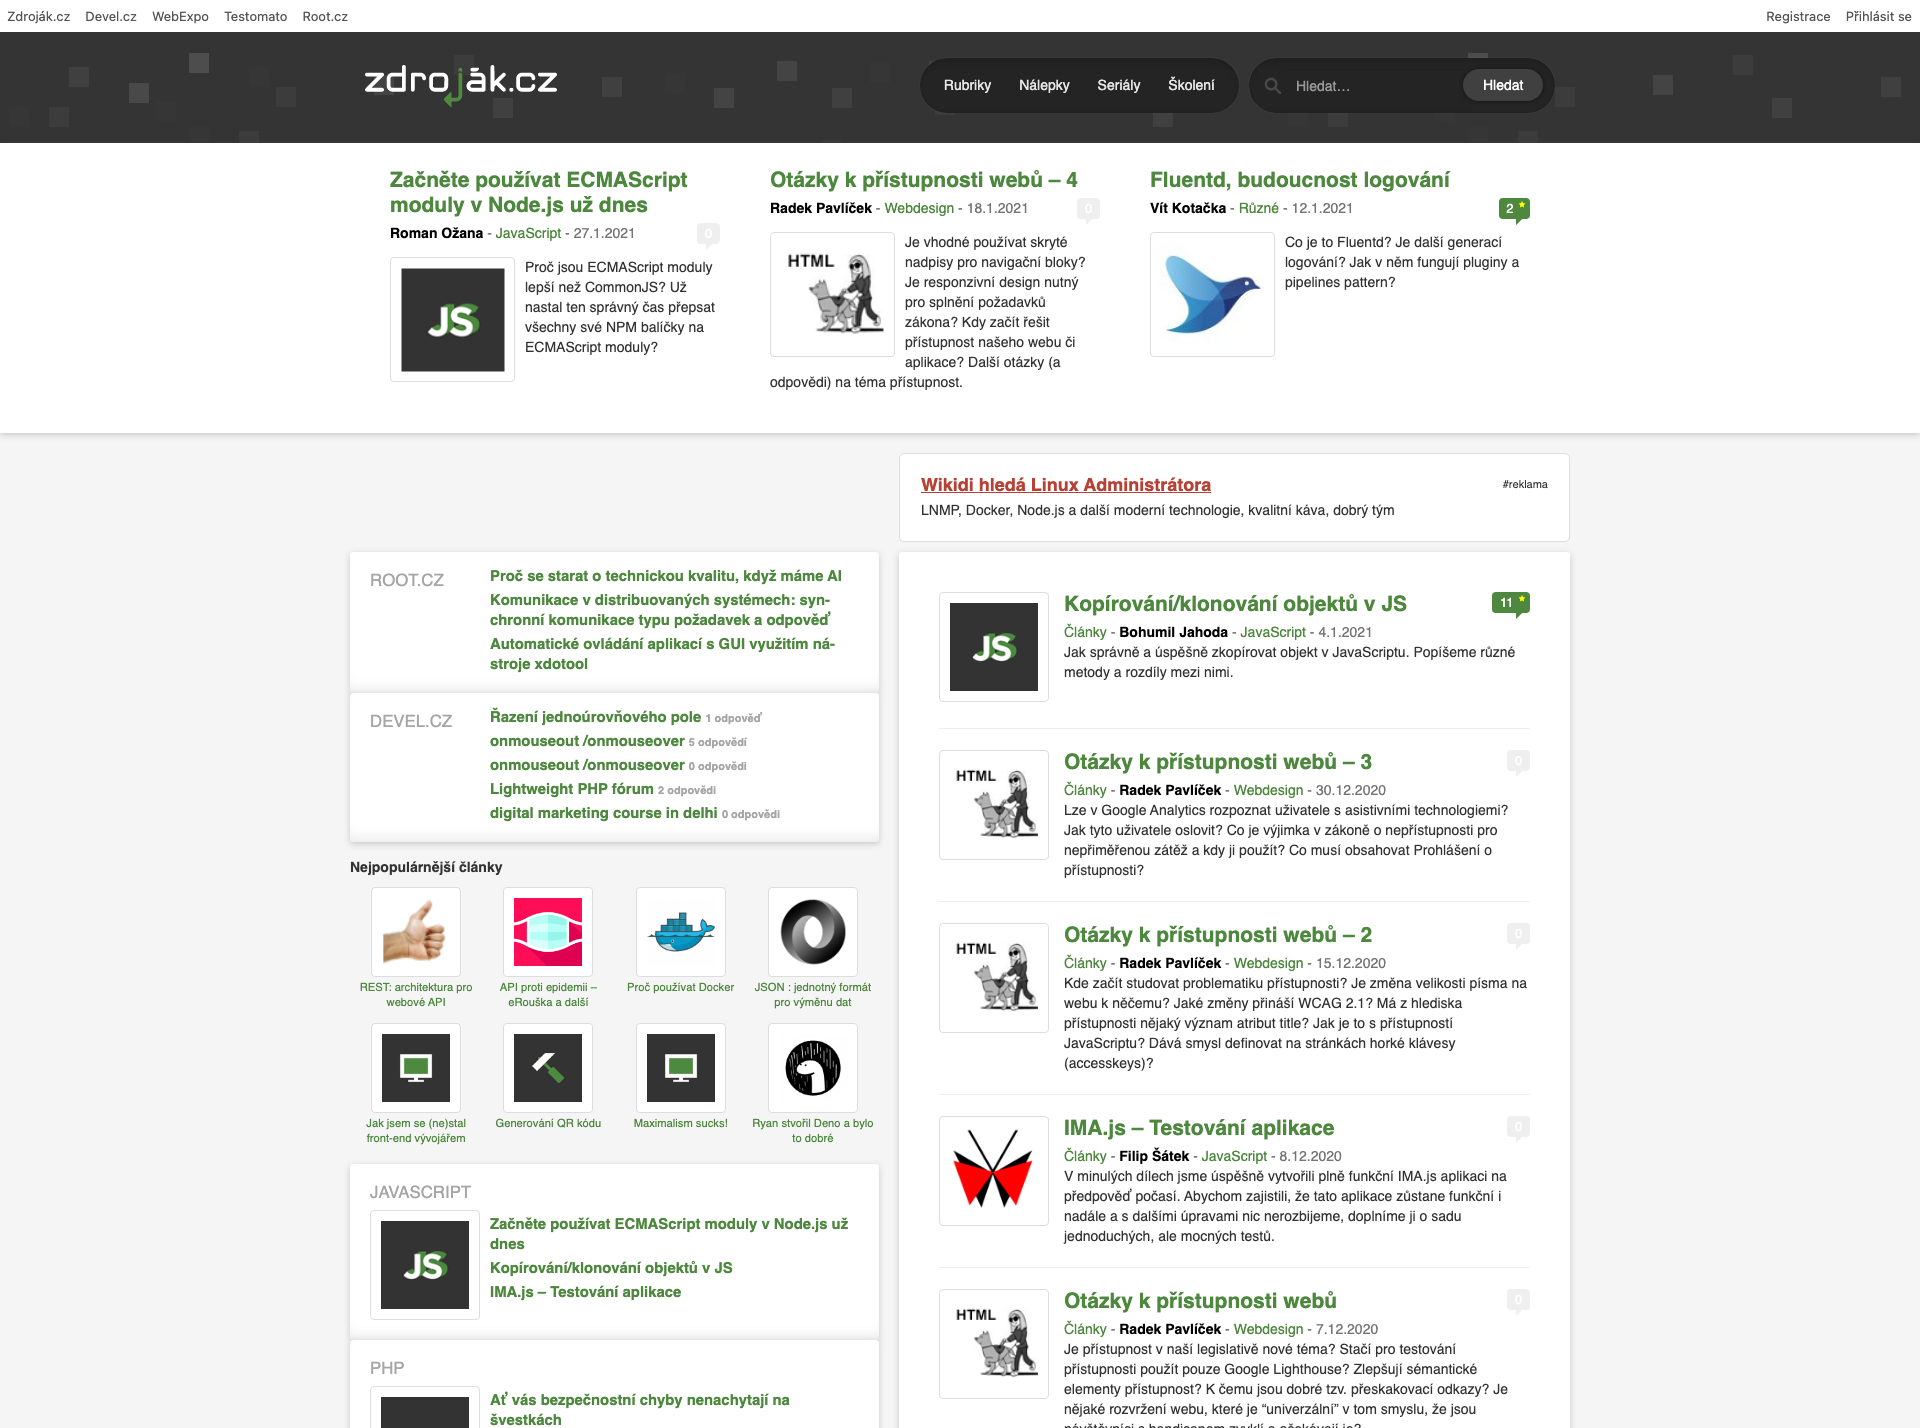 Zdroják.cz Devel.cz WebExpo Testomato Root.cz
Registrace Přihlásit se
zdroják.cz
Rubriky Nálepky Seriály Školení
Hledat...
Hledat
Začněte používat ECMAScript
moduly v Node.js už dnes
Roman Ožana - JavaScript - 27.1.2021
0
JS
Proč jsou ECMAScript moduly
lepší než CommonJS? Už
nastal ten správný čas přepsat
všechny své NPM balíčky na
ECMAScript moduly?
Otázky k přístupnosti webů – 4
Radek Pavlíček - Webdesign - 18.1.2021
0
HTML
Je vhodné používat skryté
nadpisy pro navigační bloky?
Je responzivní design nutný
pro splnění požadavků
zákona? Kdy začít řešit
přístupnost našeho webu či
aplikace? Další otázky (a
odpovědi) na téma přístupnost.
Fluentd, budoucnost logování
Vít Kotačka - Různé - 12.1.2021
2
Co je to Fluentd? Je další generací
logování? Jak v něm fungují pluginy a
pipelines pattern?
Wikidi hledá Linux Administrátora
#reklama
LNMP, Docker, Node.js a další moderní technologie, kvalitní káva, dobrý tým
ROOT.CZ
Proč se starat o technickou kvalitu, když máme AI
Komunikace v distribuovaných systémech: syn-
chronní komunikace typu požadavek a odpověď
Automatické ovládání aplikací s GUI využitím ná-
stroje xdotool
DEVEL.CZ
Řazení jednoúrovňového pole 1 odpověď
onmouseout /onmouseover 5 odpovědí
onmouseout /onmouseover 0 odpovědi
Lightweight PHP fórum 2 odpovědi
digital marketing course in delhi 0 odpovědi
Nejpopulárnější články
REST: architektura pro
webové API
API proti epidemii –
eRouška a další
Proč používat Docker
JSON : jednotný formát
pro výměnu dat
Jak jsem se (ne)stal
front-end vývojářem
Generování QR kódu
Maximalism sucks!
Ryan stvořil Deno a bylo
to dobré
JAVASCRIPT
JS
Začněte používat ECMAScript moduly v Node.js už
dnes
Kopírování/klonování objektů v JS
IMA.js – Testování aplikace
PHP
Ať vás bezpečnostní chyby nenachytají na
švestkách
JS
Kopírování/klonování objektů v JS
11
Články - Bohumil Jahoda - JavaScript - 4.1.2021
Jak správně a úspěšně zkopírovat objekt v JavaScriptu. Popíšeme různé
metody a rozdíly mezi nimi.
HTML
Otázky k přístupnosti webů – 3
0
Články - Radek Pavlíček - Webdesign - 30.12.2020
Lze v Google Analytics rozpoznat uživatele s asistivními technologiemi?
Jak tyto uživatele oslovit? Co je výjimka v zákoně o nepřístupnosti pro
nepřiměřenou zátěž a kdy ji použít? Co musí obsahovat Prohlášení o
přístupnosti?
HTML
Otázky k přístupnosti webů – 2
0
Články - Radek Pavlíček - Webdesign - 15.12.2020
Kde začít studovat problematiku přístupnosti? Je změna velikosti písma na
webu k něčemu? Jaké změny přináší WCAG 2.1? Má z hlediska
přístupnosti nějaký význam atribut title? Jak je to s přístupností
JavaScriptu? Dává smysl definovat na stránkách horké klávesy
(accesskeys)?
IMA.js – Testování aplikace
0
Články - Filip Šátek - JavaScript - 8.12.2020
V minulých dílech jsme úspěšně vytvořili plně funkční IMA.js aplikaci na
předpověď počasí. Abychom zajistili, že tato aplikace zůstane funkční i
nadále a s dalšími úpravami nic nerozbijeme, doplníme ji o sadu
jednoduchých, ale mocných testů.
HTML
Otázky k přístupnosti webů
0
Články - Radek Pavlíček - Webdesign - 7.12.2020
Je přístupnost v naší legislativě nové téma? Stačí pro testování
přístupnosti použít pouze Google Lighthouse? Zlepšují sémantické
elementy přístupnost? K čemu jsou dobré tzv. přeskakovací odkazy? Je
nějaké rozvržení webu, které je “univerzální” v tom smyslu, že jsou